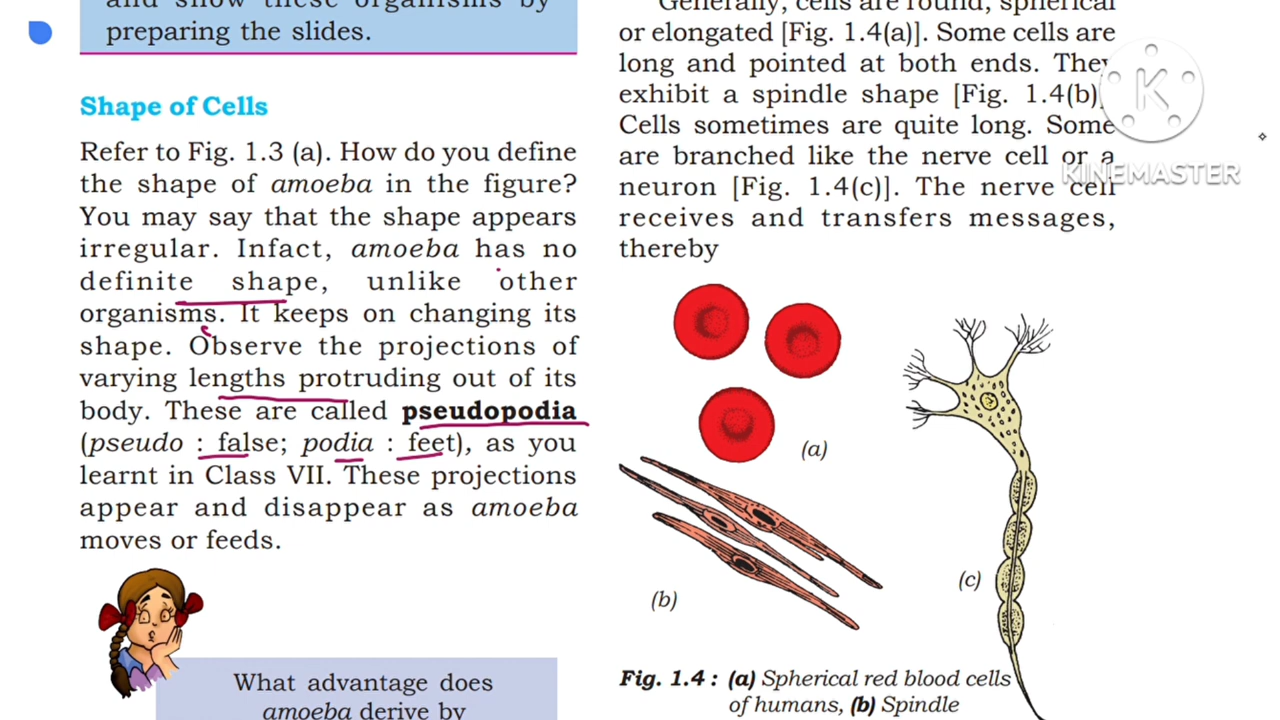 and show these organisms by
preparing the slides.
Shape of Cells
Refer to Fig. 1.3 (a). How do you define
the shape of amoeba in the figure?
You may say that the shape appears
irregular. Infact, amoeba has no
definite shape, unlike other
organisms. It keeps on changing its
shape. Observe the projections of
varying lengths protruding out of its
body. These are called pseudopodia
(pseudo : false; podia : feet), as you
learnt in Class VII. These projections
appear and disappear as amoeba
moves or feeds.
What advantage does
amoeba derive by
Generally, cells are round, spherical
or elongated [Fig. 1.4(a)]. Some cells are
long and pointed at both ends. They
exhibit a spindle shape [Fig. 1.4(b)
Cells sometimes are quite long. Some
are branched like the nerve cell or a
neuron [Fig. 1.4(c)]. The nerve cell
receives and transfers messages,
thereby
(a)
(b)
(c)
Fig. 1.4 : (a) Spherical red blood cells
of humans, (b) Spindle
K
KINEMASTER